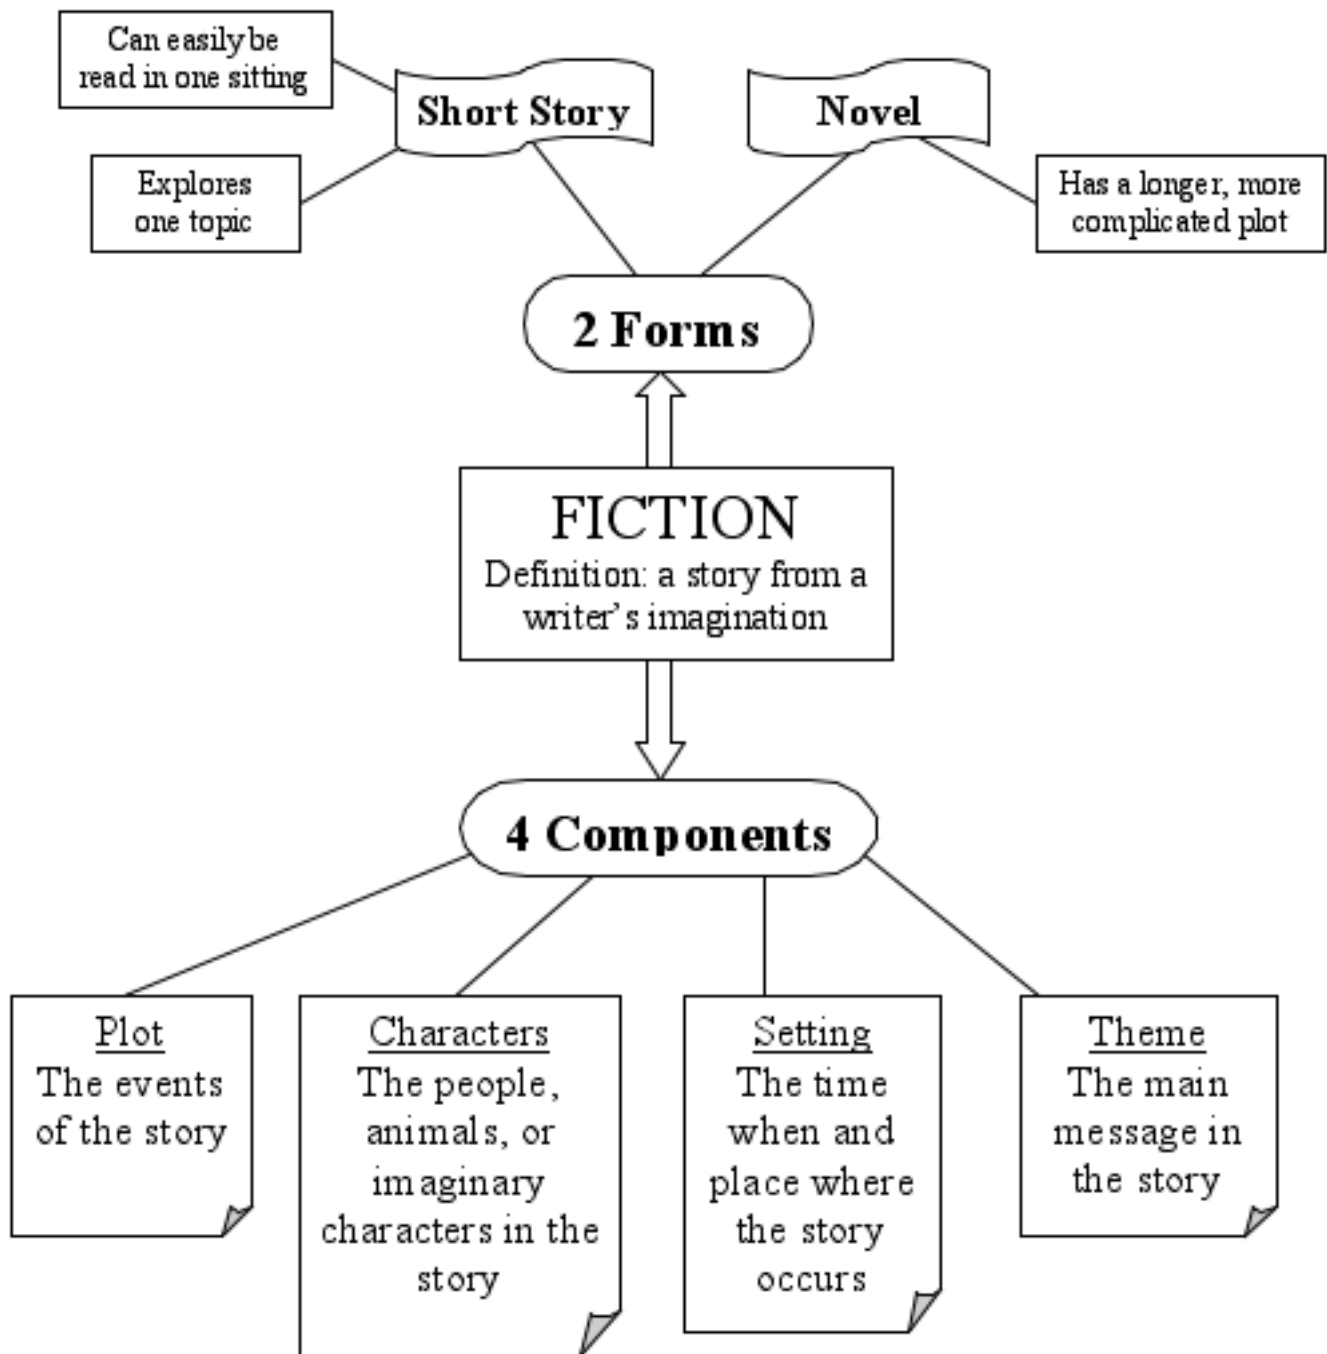 Can easily be
read in one sitting
Short Story
Novel
Explores
one topic
Has a longer, more
complicated plot
2 Forms
FICTION
Definition: a story from a
writer's imagination
4 Components
Plot
The events
of the story
Characters
The people,
animals, or
imaginary
characters in the
story
Setting
The time
when and
place where
the story
occurs
Theme
The main
message in
the story